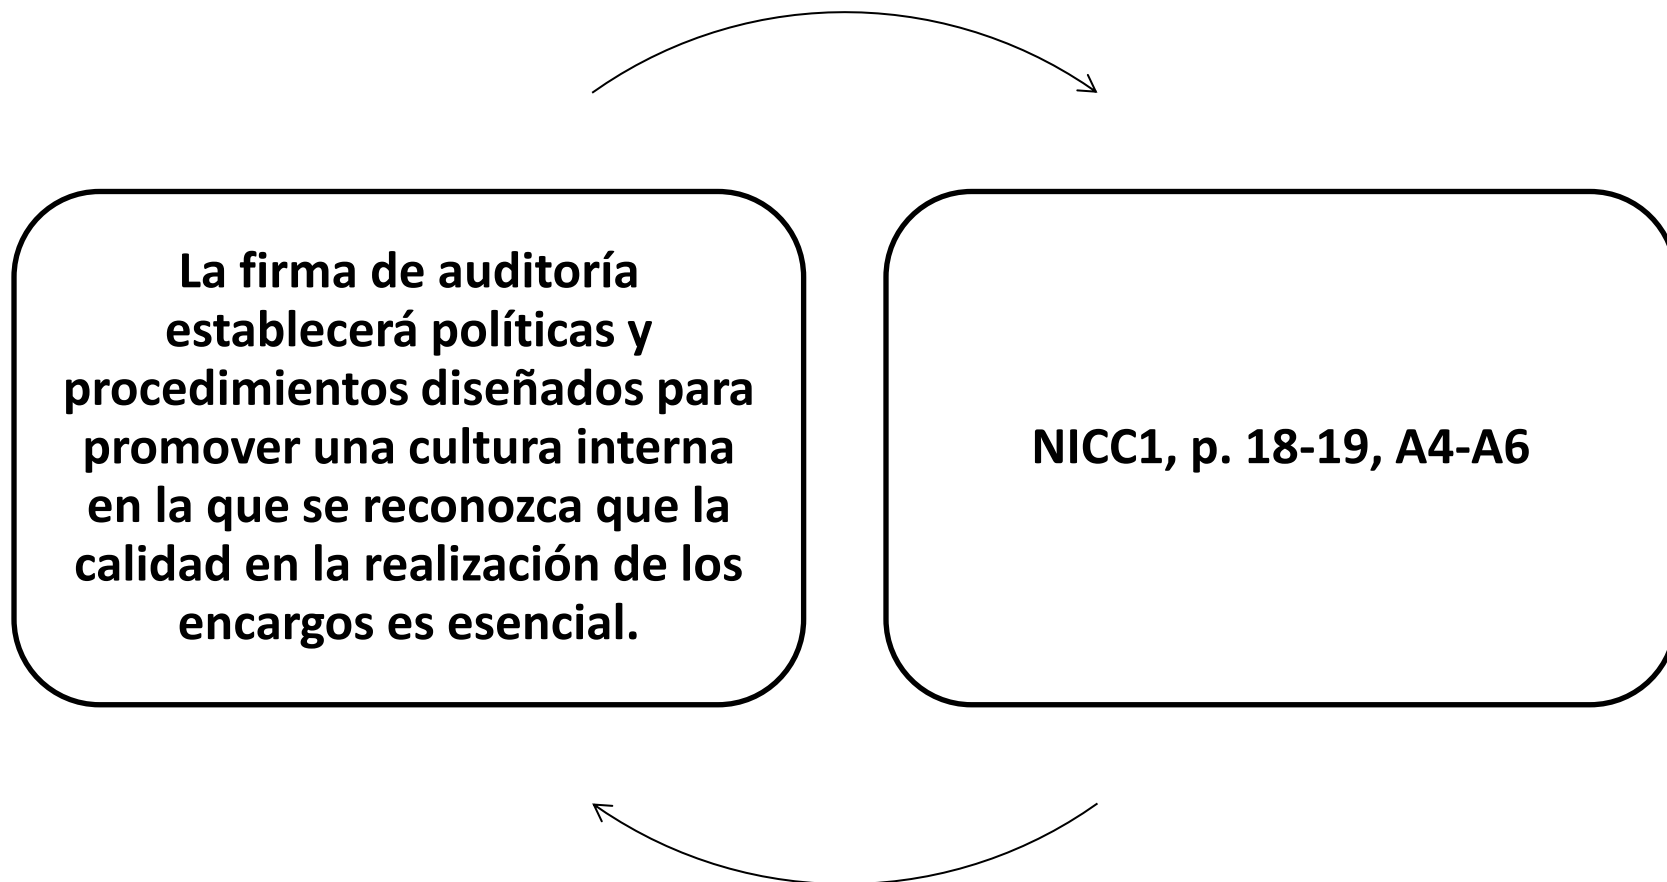 La firma de auditoría
establecerá políticas y
procedimientos diseñados para
promover una cultura interna
en la que se reconozca que la
calidad en la realización de los
encargos es esencial.
NICC1, p. 18-19, A4-A6